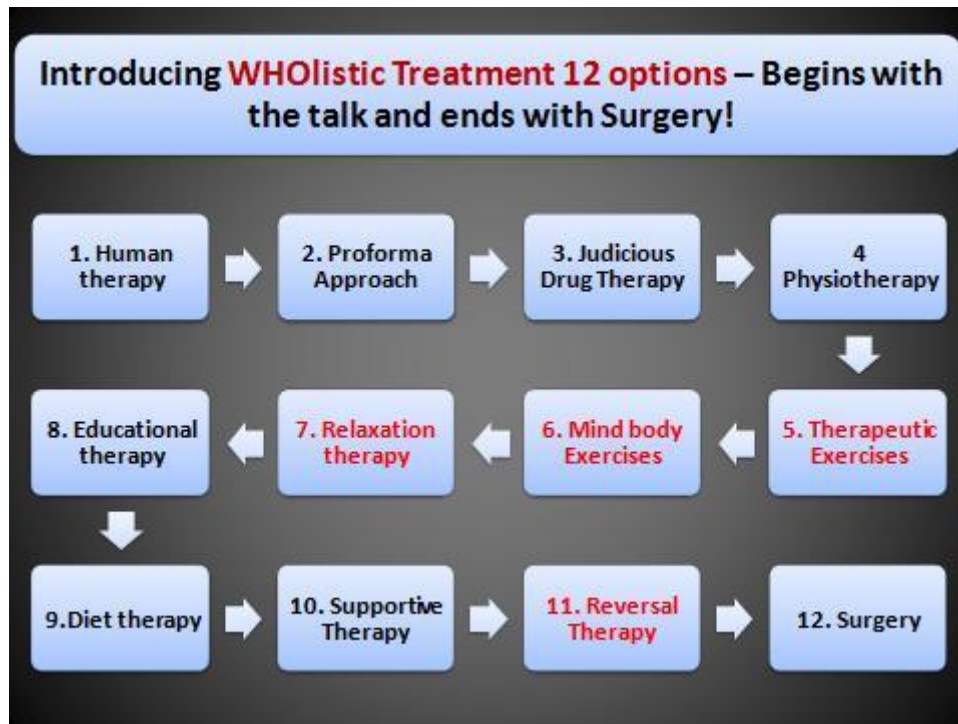 Introducing WHOlistic Treatment 12 options – Begins with
the talk and ends with Surgery!
1. Human
therapy
2. Proforma
Approach
3. Judicious
Drug Therapy
4
Physiotherapy
5. Therapeutic
Exercises
6. Mind body
Exercises
7. Relaxation
therapy
8. Educational
therapy
9.Diet therapy
10. Supportive
Therapy
11. Reversal
Therapy
12. Surgery